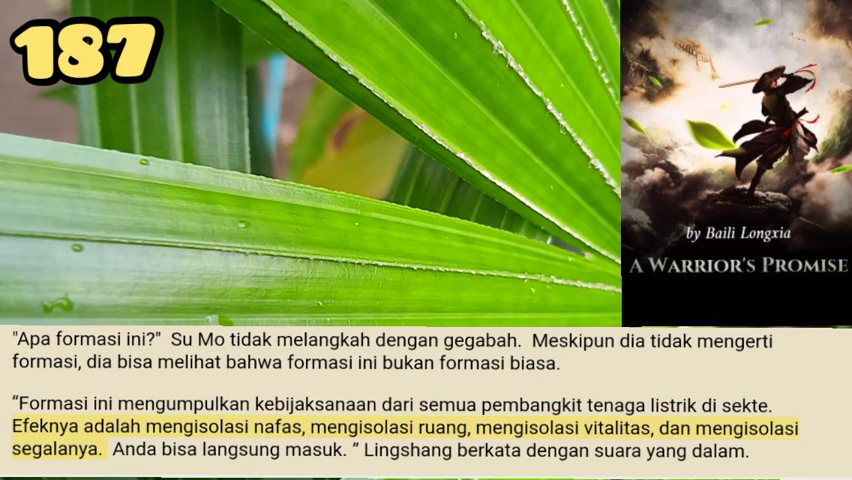 187
by Baili Longxia
A WARRIOR'S PROMISE
"Apa formasi ini?"  Su Mo tidak melangkah dengan gegabah.  Meskipun dia tidak mengerti
formasi, dia bisa melihat bahwa formasi ini bukan formasi biasa.
“Formasi ini mengumpulkan kebijaksanaan dari semua pembangkit tenaga listrik di sekte.
Efeknya adalah mengisolasi nafas, mengisolasi ruang, mengisolasi vitalitas, dan mengisolasi
segalanya.  Anda bisa langsung masuk. ” Lingshang berkata dengan suara yang dalam.